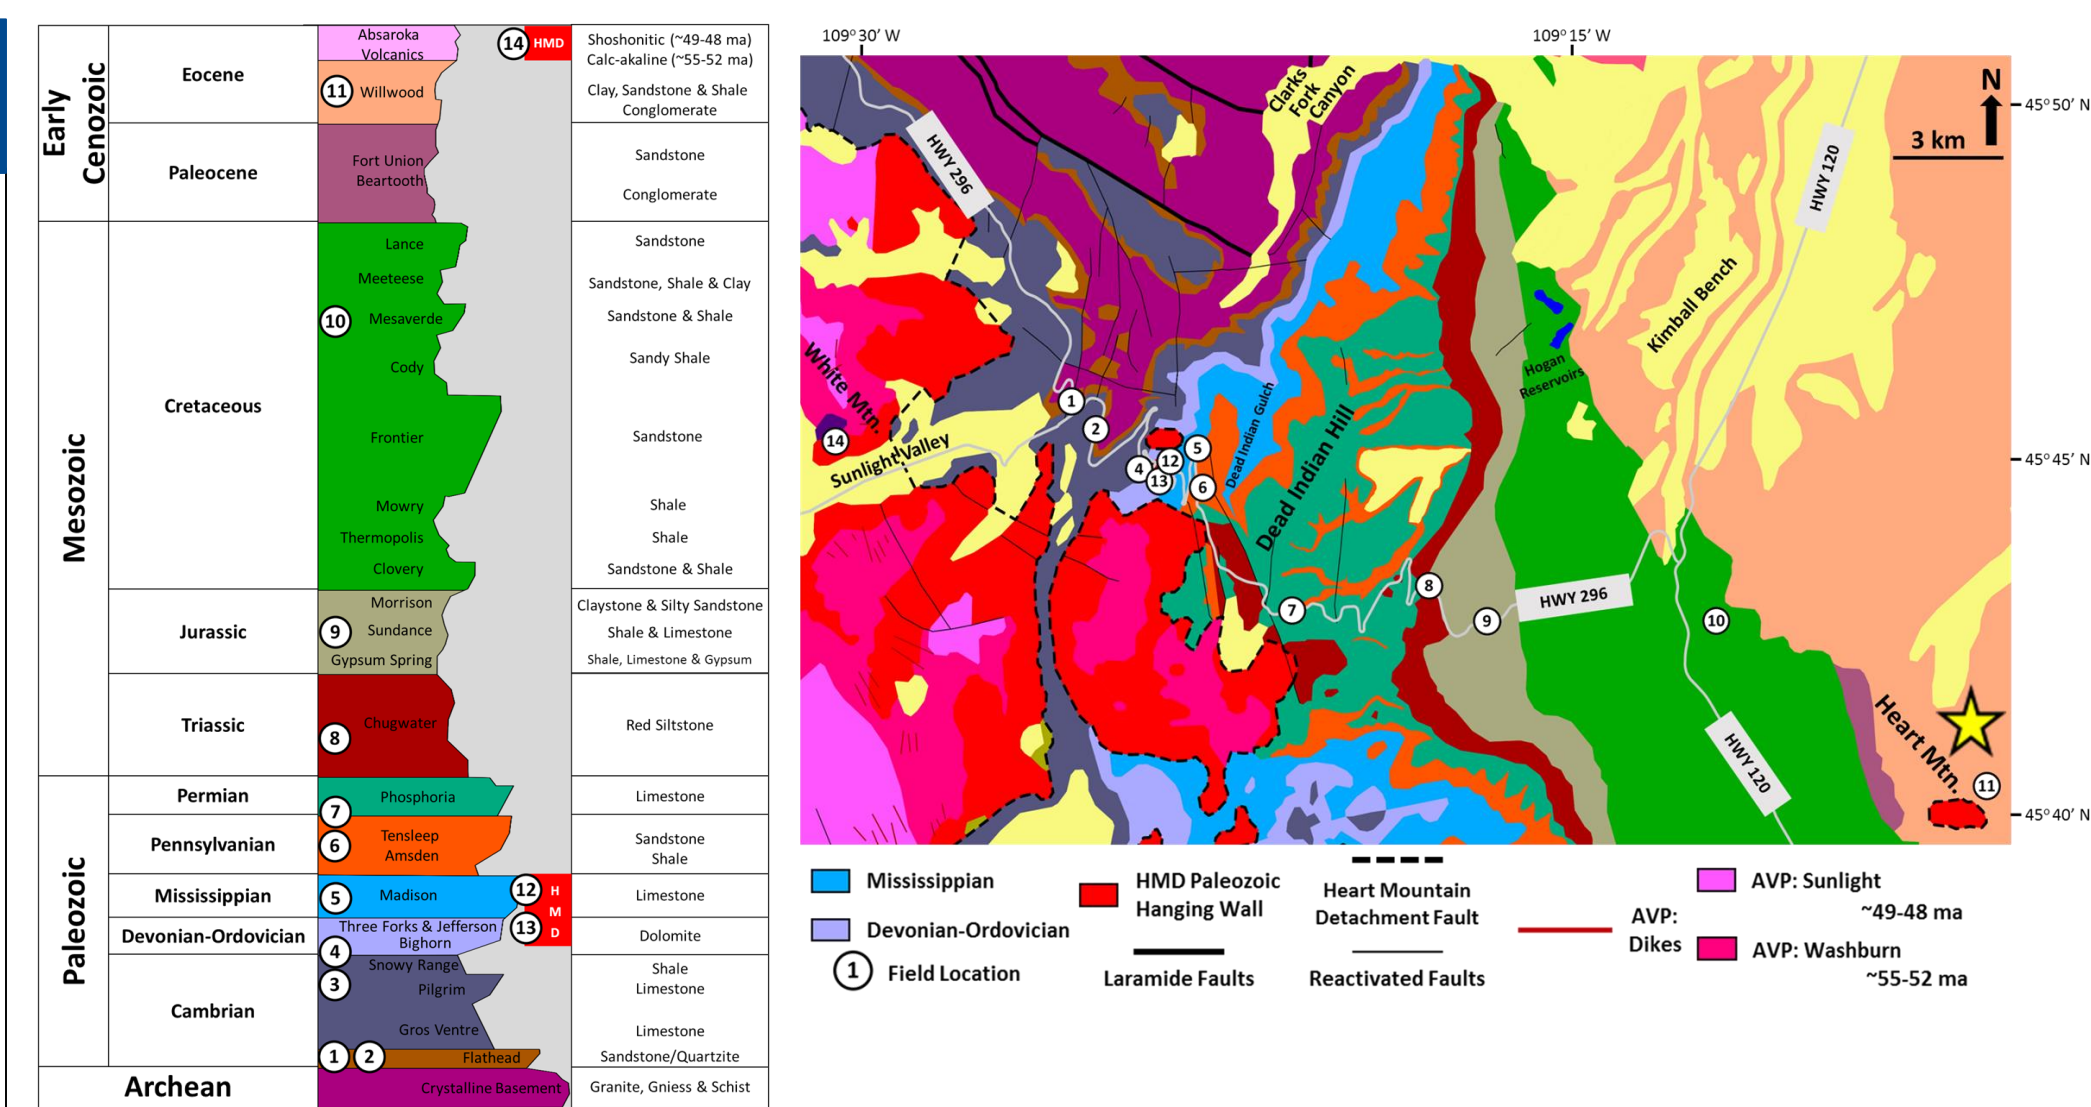 Early
Cenozoic
Eocene
Absaroka
Volcanics
14
HMD
Shoshonitic (~49-48 ma)
Calc-akaline (~55-52 ma)
11
Willwood
Clay, Sandstone & Shale
Conglomerate
Paleocene
Fort Union
Beartooth
Sandstone
Conglomerate
Mesozoic
Cretaceous
Lance
Sandstone
Meeteese
Sandstone, Shale & Clay
10
Mesaverde
Sandstone & Shale
Cody
Sandy Shale
Frontier
Sandstone
Mowry
Shale
Thermopolis
Shale
Clovery
Sandstone & Shale
Jurassic
Morrison
Claystone & Silty Sandstone
9
Sundance
Shale & Limestone
Gypsum Spring
Shale, Limestone & Gypsum
Triassic
Chugwater
8
Red Siltstone
Paleozoic
Permian
Phosphoria
7
Limestone
Pennsylvanian
6
Tensleep
Amsden
Sandstone
Shale
Mississippian
5
Madison
12
H
M
D
Limestone
Devonian-Ordovician
Three Forks & Jefferson
Bighorn
13
4
Dolomite
Cambrian
Snowy Range
Shale
3
Pilgrim
Limestone
Gros Ventre
Limestone
1
2
Flathead
Sandstone/Quartzite
Archean
Crystalline Basement
Granite, Gniess & Schist
109°30' W
109°15' W
45°50' N
45°45' N
45°40' N
N
3 km
Clarks
Fork
Canyon
HWY 296
HWY 120
Kimball Bench
Hogan
Reservoirs
White Mtn.
14
Sunlight Valley
1
2
4
12
13
5
6
Dead Indian Gulch
Dead Indian Hill
7
8
9
HWY 296
10
HWY 120
Heart Mtn.
11
Mississippian
Devonian-Ordovician
1
Field Location
HMD Paleozoic
Hanging Wall
Laramide Faults
Heart Mountain
Detachment Fault
Reactivated Faults
AVP:
Dikes
AVP: Sunlight
~49-48 ma
AVP: Washburn
~55-52 ma